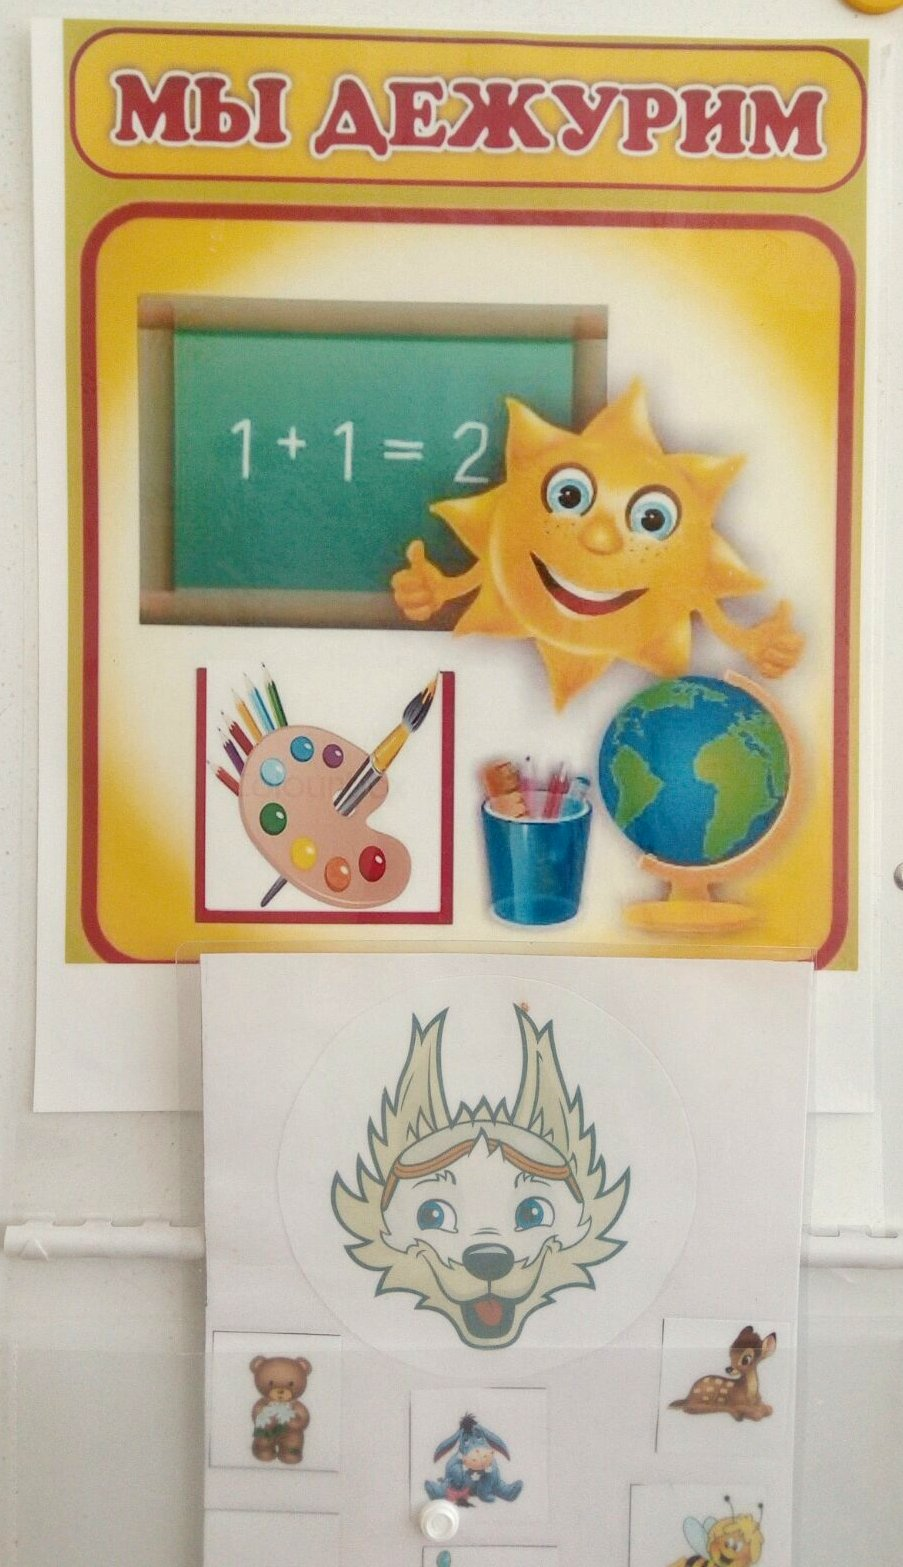 МЫ ДЕЖУРИМ
1 + 1 = 2